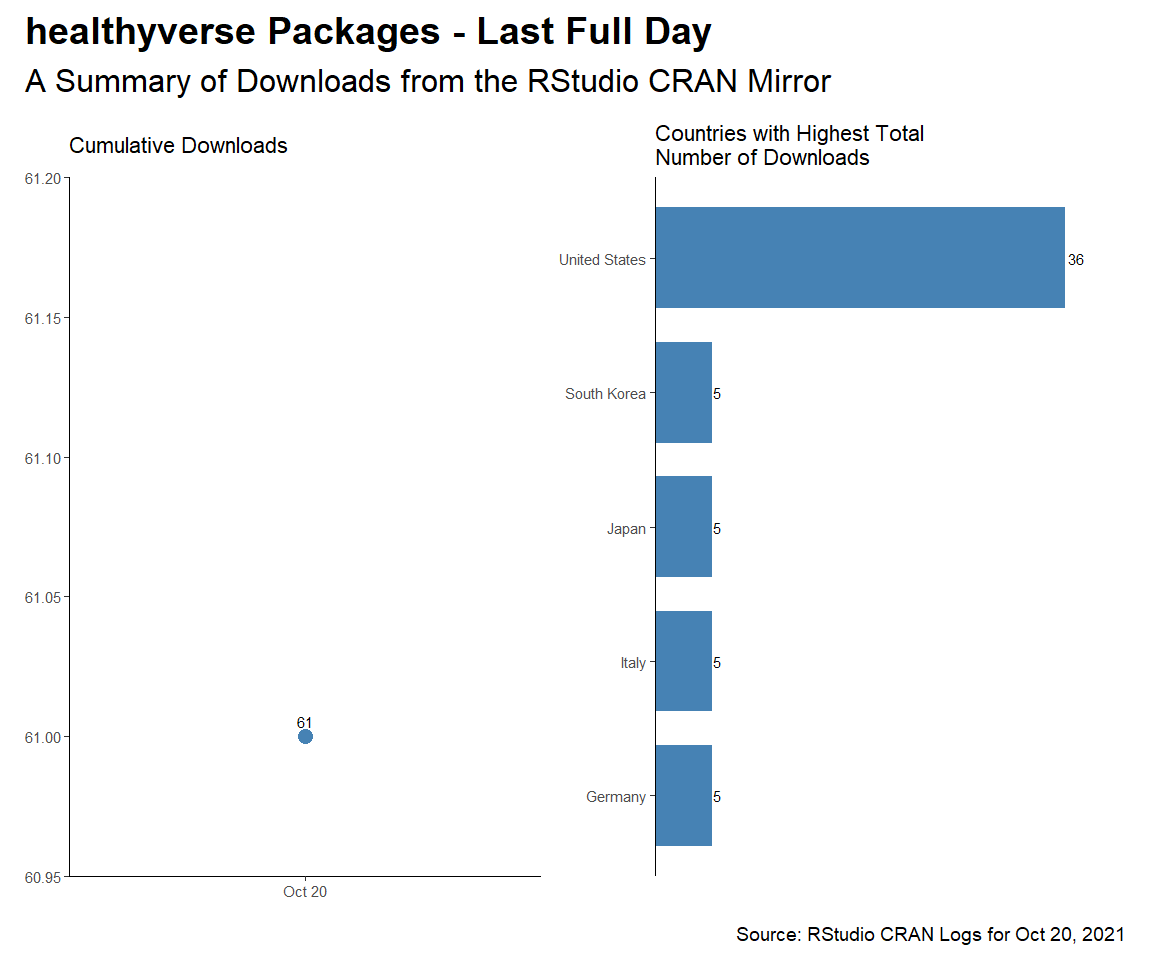 healthyverse Packages - Last Full Day
A Summary of Downloads from the RStudio CRAN Mirror
Cumulative Downloads
61.20
61.15
61.10
61.05
61.00
60.95
61
Oct 20
Countries with Highest Total
Number of Downloads
United States
36
South Korea
5
Japan
5
Italy
5
Germany
5
Source: RStudio CRAN Logs for Oct 20, 2021